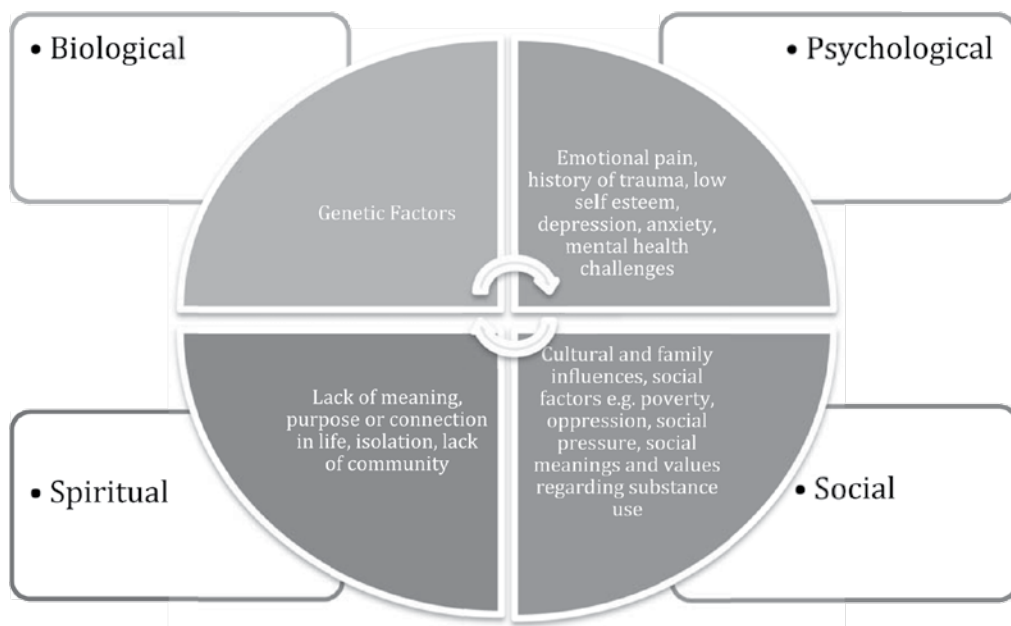 • Biological
• Psychological
Genetic Factors
Emotional pain,
history of trauma, low
self esteem,
depression, anxiety,
mental health
challenges
Lack of meaning,
purpose or connection
in life, isolation, lack
of community
Cultural and family
influences, social
factors e.g. poverty,
oppression, social
pressure, social
meanings and values
regarding substance
use
• Spiritual
• Social